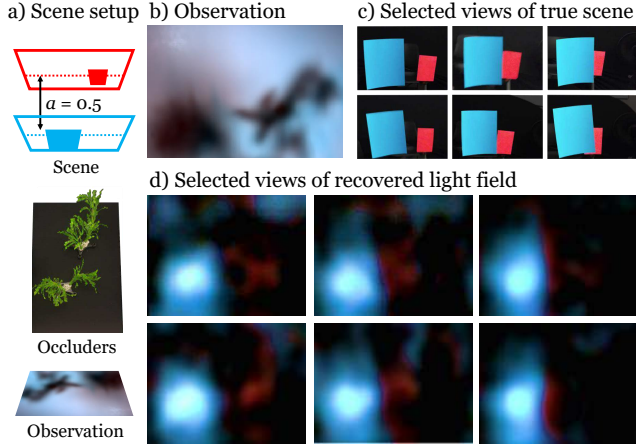 a) Scene setup
b) Observation
c) Selected views of true scene
a = 0.5
Scene
d) Selected views of recovered light field
Occluders
Observation